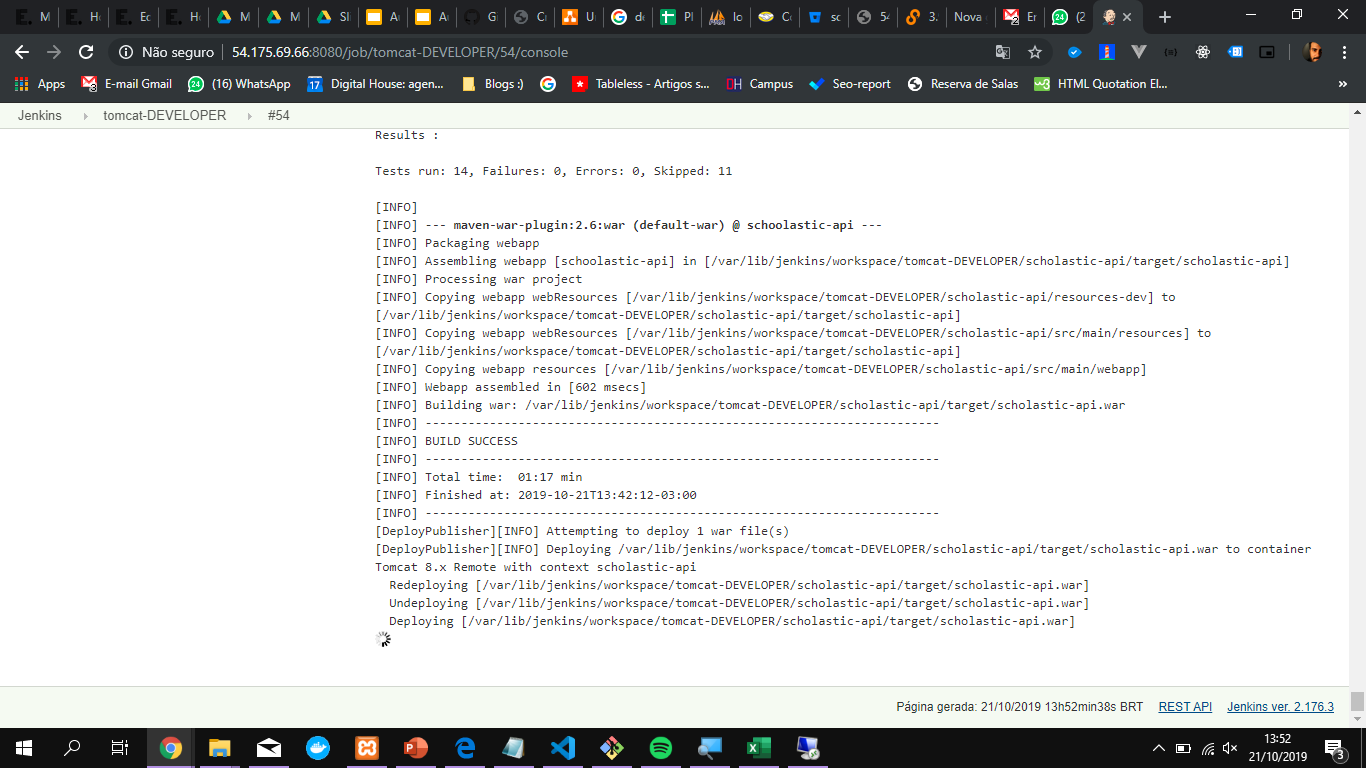 M
Ho
Ec
Ho
M
M
Sl
A
A
G
C
U
de
Pl
Io
Co
sc
54
3.
Nova
Er
(2
Não seguro
54.175.69.66:8080/job/tomcat-DEVELOPER/54/console
Apps
E-mail Gmail
(16) WhatsApp
17
Digital House: agen...
Blogs :)
Tableless - Artigos s...
DH
Campus
Seo-report
Reserva de Salas
HTML Quotation El...
»
Jenkins
tomcat-DEVELOPER
#54
Results :
Tests run: 14, Failures: 0, Errors: 0, Skipped: 11
[INFO]
[INFO] --- maven-war-plugin:2.6:war (default-war) @ schoolastic-api ---
[INFO] Packaging webapp
[INFO] Assembling webapp [schoolastic-api] in [/var/lib/jenkins/workspace/tomcat-DEVELOPER/scholastic-api/target/scholastic-api]
[INFO] Processing war project
[INFO] Copying webapp webResources [/var/lib/jenkins/workspace/tomcat-DEVELOPER/scholastic-api/resources-dev] to
[/var/lib/jenkins/workspace/tomcat-DEVELOPER/scholastic-api/target/scholastic-api]
[INFO] Copying webapp webResources [/var/lib/jenkins/workspace/tomcat-DEVELOPER/scholastic-api/src/main/resources] to
[/var/lib/jenkins/workspace/tomcat-DEVELOPER/scholastic-api/target/scholastic-api]
[INFO] Copying webapp resources [/var/lib/jenkins/workspace/tomcat-DEVELOPER/scholastic-api/src/main/webapp]
[INFO] Webapp assembled in [602 msecs]
[INFO] Building war: /var/lib/jenkins/workspace/tomcat-DEVELOPER/scholastic-api/target/scholastic-api.war
[INFO] ------------------------------------------------------------------------
[INFO] BUILD SUCCESS
[INFO] ------------------------------------------------------------------------
[INFO] Total time:  01:17 min
[INFO] Finished at: 2019-10-21T13:42:12-03:00
[INFO] ------------------------------------------------------------------------
[DeployPublisher][INFO] Attempting to deploy 1 war file(s)
[DeployPublisher][INFO] Deploying /var/lib/jenkins/workspace/tomcat-DEVELOPER/scholastic-api/target/scholastic-api.war to container
Tomcat 8.x Remote with context scholastic-api
Redeploying [/var/lib/jenkins/workspace/tomcat-DEVELOPER/scholastic-api/target/scholastic-api.war]
Undeploying [/var/lib/jenkins/workspace/tomcat-DEVELOPER/scholastic-api/target/scholastic-api.war]
Deploying [/var/lib/jenkins/workspace/tomcat-DEVELOPER/scholastic-api/target/scholastic-api.war]
Página gerada: 21/10/2019 13h52min38s BRT
REST API
Jenkins ver. 2.176.3
13:52
21/10/2019
3